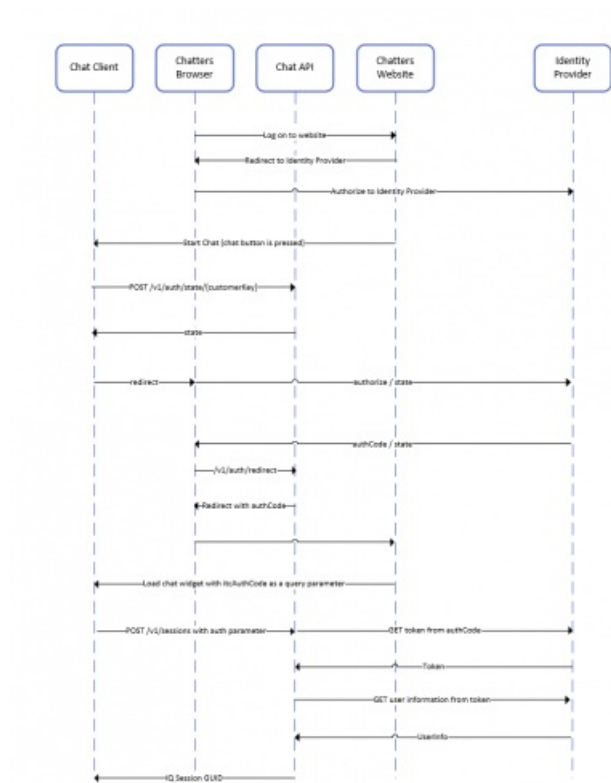 Chat Client
Chatters
Browser
Chat API
Chatters
Website
Identity
Provider
Log on to website
Redirect to Identity Provider
Authorize to Identity Provider
Start Chat (chat button is pressed)
POST /v1/auth/state/{customerKey}
state
redirect
authorize / state
authCode / state
/v1/auth/redirect
Redirect with authCode
Load chat widget with itcAuthCode as a query parameter
POST /v1/sessions with auth parameter
GET token from authCode
Token
GET user information from token
UserInfo
IQ Session GUID